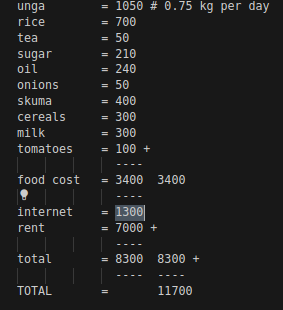 unga = 1050 # 0.75 kg per day
rice = 700
tea = 50
sugar = 210
oil = 240
onions = 50
skuma = 400
cereals = 300
milk = 300
tomatoes = 100 +
----
food cost = 3400 3400
----
internet = 1300
rent = 7000 +
----
total = 8300 8300 +
---- ----
TOTAL = 11700